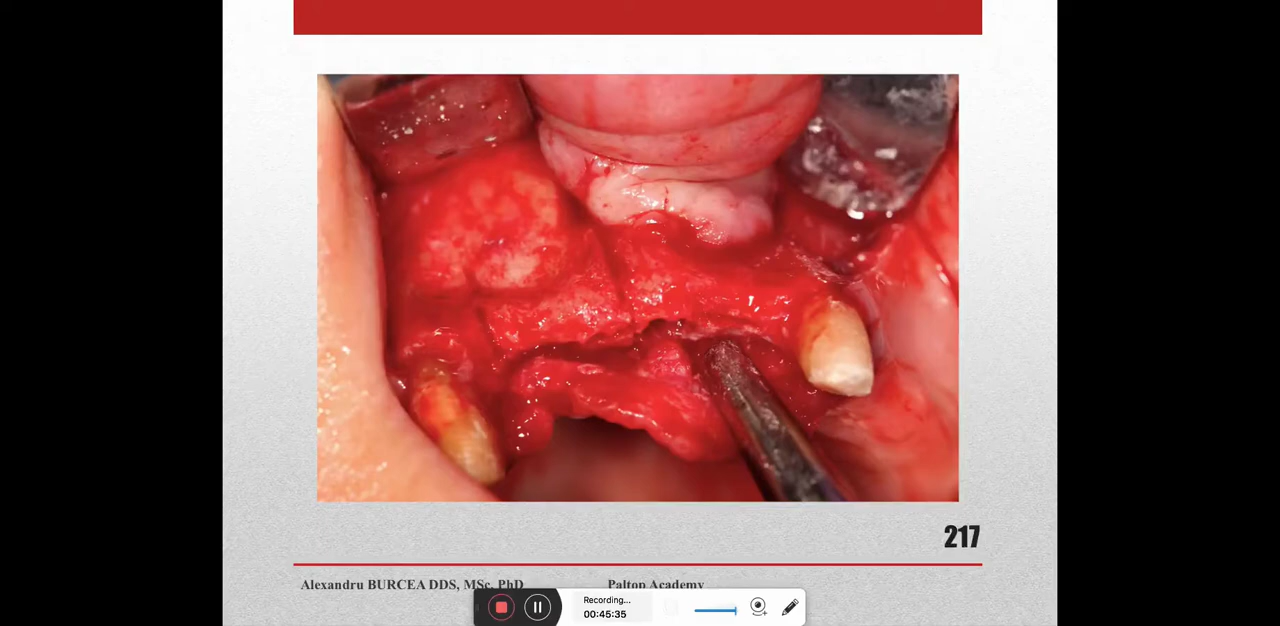 217
Alexandru BURCEA DDS, MSc, PhD
Paltop Academy
Recording...
00:45:35